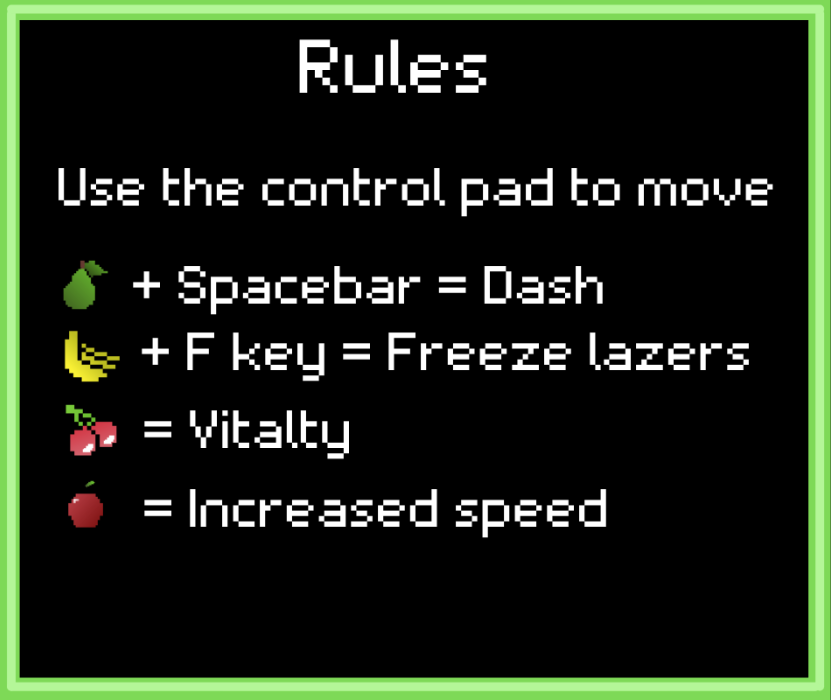 Rules
Use the control pad to move
+ Spacebar = Dash
+ F key = Freeze lazers
= Vitalty
= Increased speed